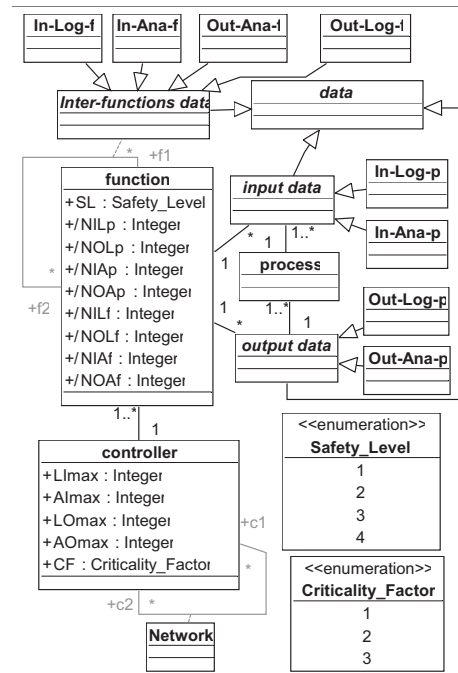 In-Log-f In-Ana-f Out-Ana-f Out-Log-f
Inter-functions data
data
* +f1
function
+SL : Safety_Level
+/NILp : Integer
+/NOLp : Integer
+/NIAp : Integer
+/NOAp : Integer
+/NILf : Integer
+/NOLf : Integer
+/NIAf : Integer
+/NOAf : Integer
*
+f2
input data
In-Log-p
In-Ana-p
* 1 1..*
1
process
1..* 1
1 *
output data
Out-Log-p
Out-Ana-p
1..*
1
controller
+LImax : Integer
+AImax : Integer
+LOmax : Integer
+AOmax : Integer
+CF : Criticality_Factor
+c1
*
+c2 *
Network
<<enumeration>>
Safety_Level
1
2
3
4
<<enumeration>>
Criticality_Factor
1
2
3